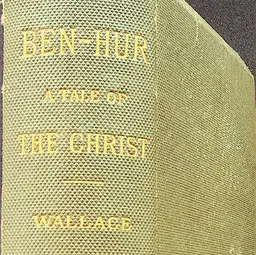 BEN-HUR
A TALE OF
THE CHRIST
WALLACE